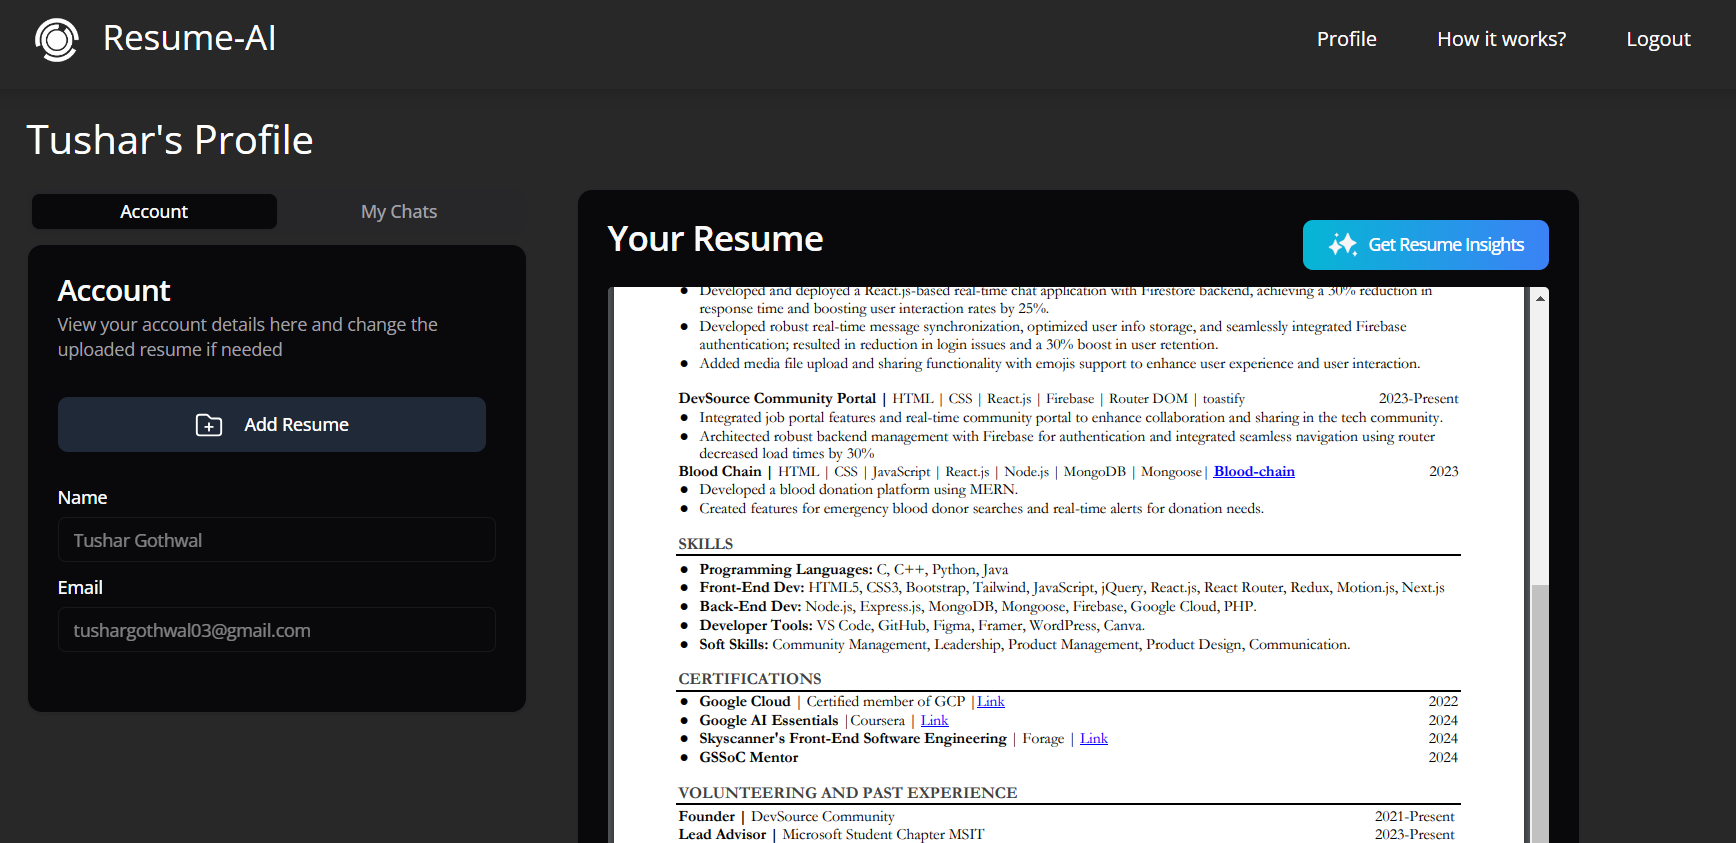 Resume-AI
Profile
How it works?
Logout
Tushar's Profile
Account
My Chats
Account
View your account details here and change the
uploaded resume if needed
Add Resume
Name
Tushar Gothwal
Email
tushargothwal03@gmail.com
Your Resume
Get Resume Insights
● Developed and deployed a React.js-based real-time chat application with Firestore backend, achieving a 30% reduction in
response time and boosting user interaction rates by 25%.
● Developed robust real-time message synchronization, optimized user info storage, and seamlessly integrated Firebase
authentication; resulted in reduction in login issues and a 30% boost in user retention.
● Added media file upload and sharing functionality with emojis support to enhance user experience and user interaction.
DevSource Community Portal | HTML | CSS | React.js | Firebase | Router DOM | toastify 2023-Present
● Integrated job portal features and real-time community portal to enhance collaboration and sharing in the tech community.
● Architected robust backend management with Firebase for authentication and integrated seamless navigation using router
decreased load times by 30%
Blood Chain | HTML | CSS | JavaScript | React.js | Node.js | MongoDB | Mongoose| Blood-chain 2023
● Developed a blood donation platform using MERN.
● Created features for emergency blood donor searches and real-time alerts for donation needs.
SKILLS
● Programming Languages: C, C++, Python, Java
● Front-End Dev: HTML5, CSS3, Bootstrap, Tailwind, JavaScript, jQuery, React.js, React Router, Redux, Motion.js, Next.js
● Back-End Dev: Node.js, Express.js, MongoDB, Mongoose, Firebase, Google Cloud, PHP.
● Developer Tools: VS Code, GitHub, Figma, Framer, WordPress, Canva.
● Soft Skills: Community Management, Leadership, Product Management, Product Design, Communication.
CERTIFICATIONS
● Google Cloud | Certified member of GCP |Link 2022
● Google AI Essentials |Coursera | Link 2024
● Skyscanner's Front-End Software Engineering | Forage | Link 2024
● GSSoC Mentor 2024
VOLUNTEERING AND PAST EXPERIENCE
Founder | DevSource Community 2021-Present
Lead Advisor | Microsoft Student Chapter MSIT 2023-Present